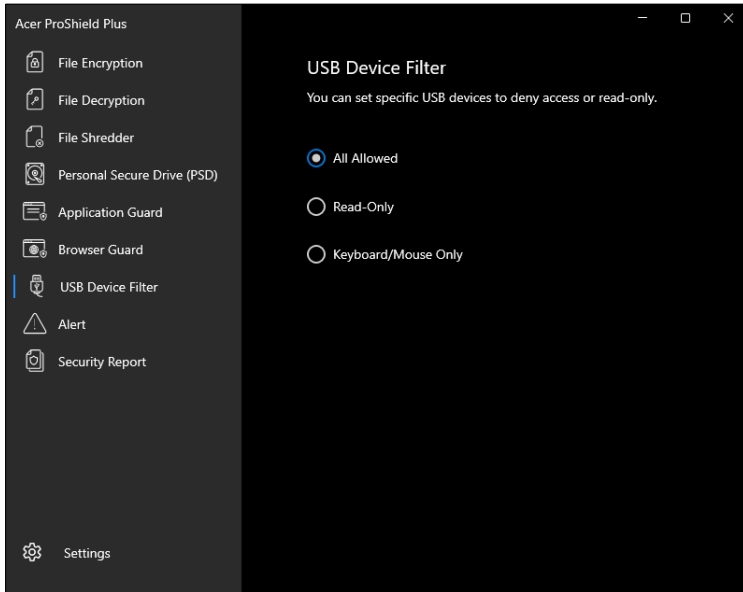 Acer ProShield Plus
File Encryption
File Decryption
File Shredder
Personal Secure Drive (PSD)
Application Guard
Browser Guard
USB Device Filter
Alert
Security Report
Settings
USB Device Filter
You can set specific USB devices to deny access or read-only.
All Allowed
Read-Only
Keyboard/Mouse Only